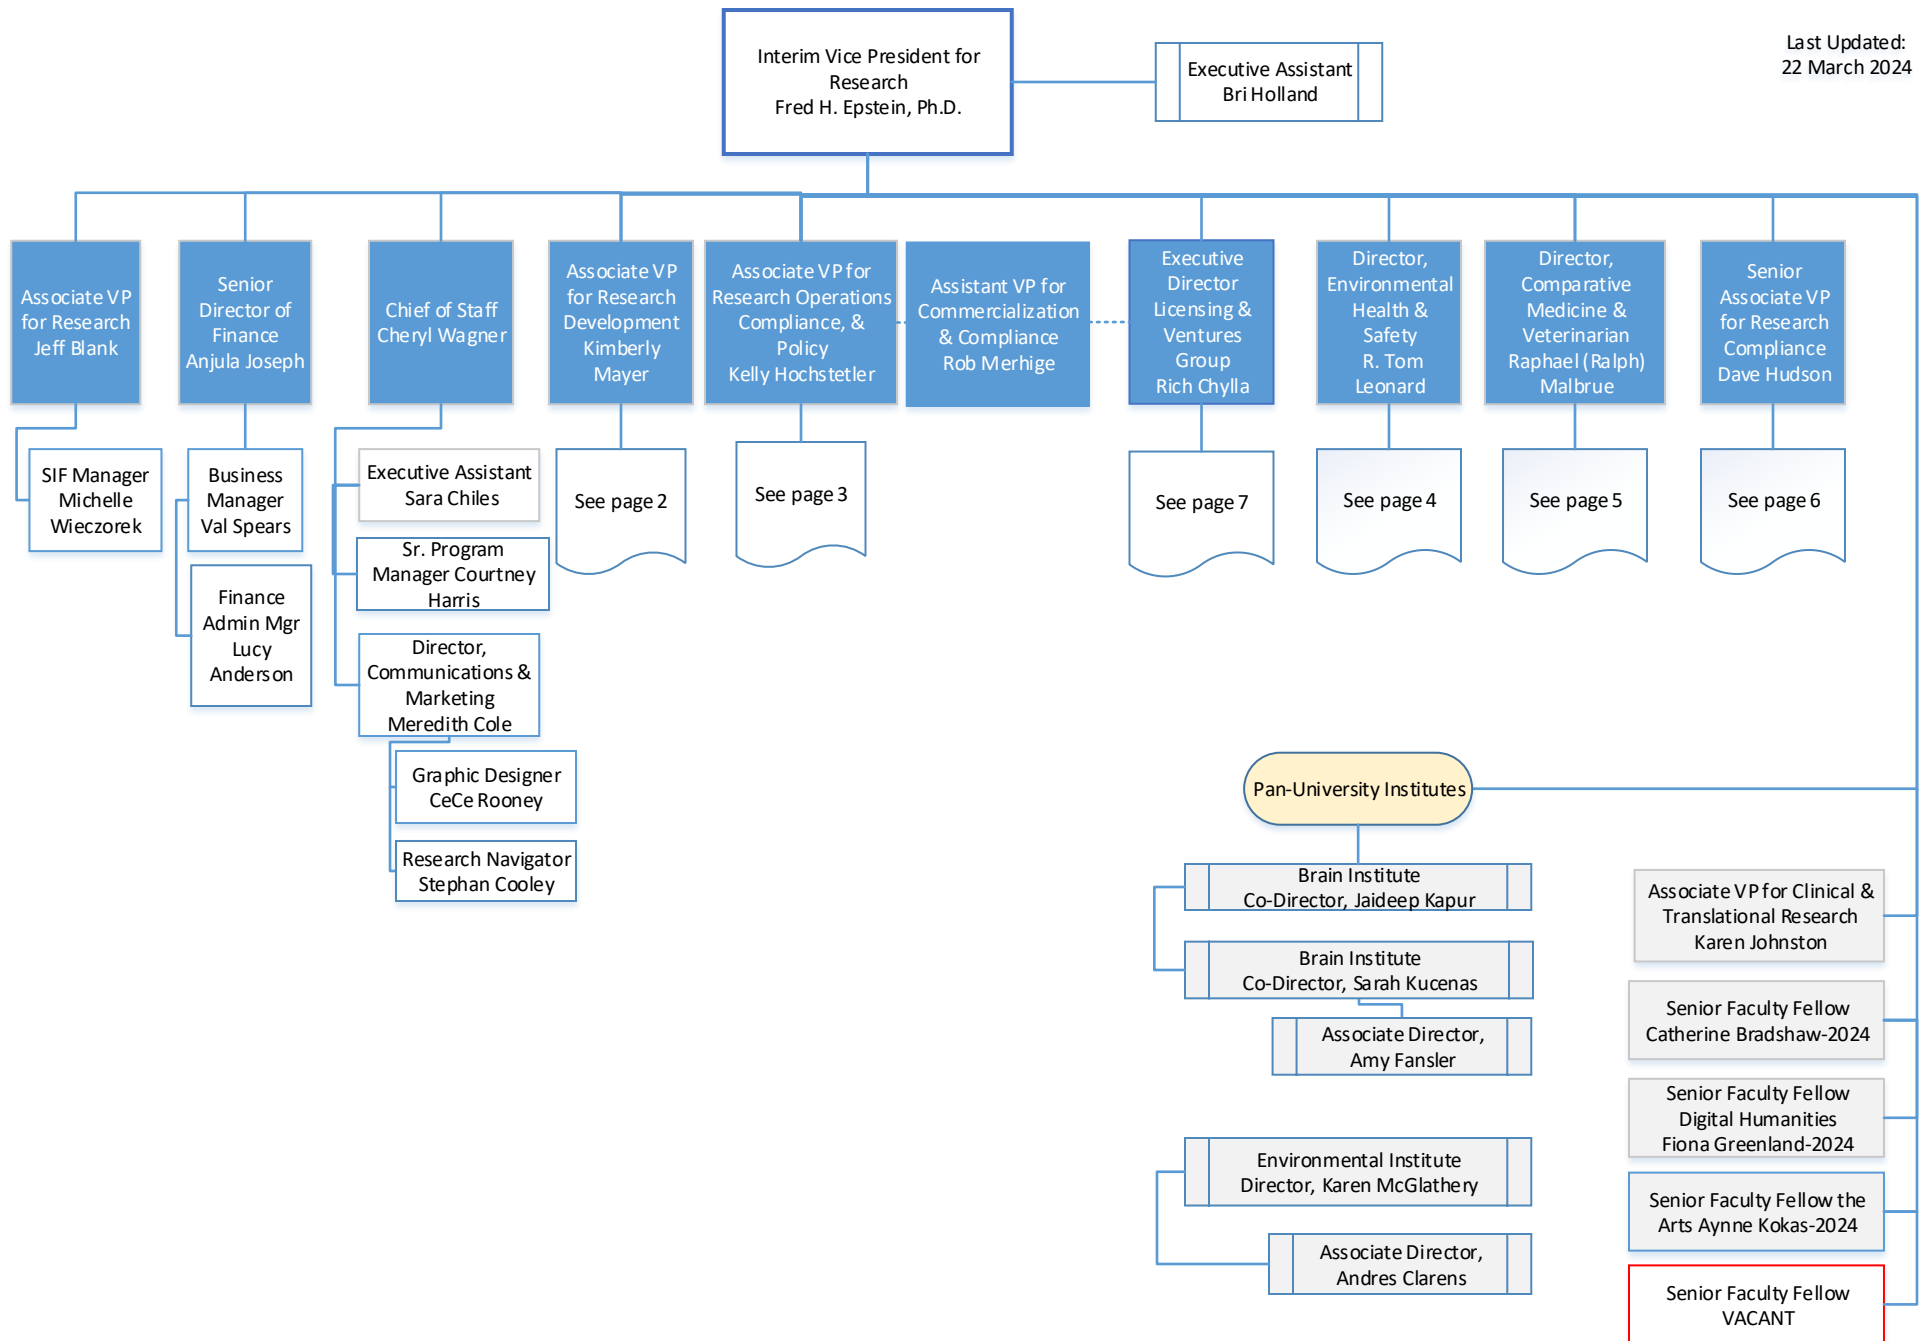 Interim Vice President for
Research
Fred H. Epstein, Ph.D.
Executive Assistant
Bri Holland
Last Updated:
22 March 2024
Associate VP
for Research
Jeff Blank
Senior
Director of
Finance
Anjula Joseph
Chief of Staff
Cheryl Wagner
Associate VP
for Research
Development
Kimberly
Mayer
Associate VP for
Research Operations
Compliance, &
Policy
Kelly Hochstetler
Assistant VP for
Commercialization
& Compliance
Rob Merhige
Executive
Director
Licensing &
Ventures
Group
Rich Chylla
Director,
Environmental
Health &
Safety
R. Tom
Leonard
Director,
Comparative
Medicine &
Veterinarian
Raphael (Ralph)
Malbrue
Senior
Associate VP
for Research
Compliance
Dave Hudson
SIF Manager
Michelle
Wieczorek
Business
Manager
Val Spears
Finance
Admin Mgr
Lucy
Anderson
Executive Assistant
Sara Chiles
Sr. Program
Manager Courtney
Harris
Director,
Communications &
Marketing
Meredith Cole
Graphic Designer
CeCe Rooney
Research Navigator
Stephan Cooley
See page 2
See page 3
See page 7
See page 4
See page 5
See page 6
Pan-University Institutes
Brain Institute
Co-Director, Jaideep Kapur
Brain Institute
Co-Director, Sarah Kucenas
Associate Director,
Amy Fansler
Environmental Institute
Director, Karen McGlathery
Associate Director,
Andres Clarens
Associate VP for Clinical &
Translational Research
Karen Johnston
Senior Faculty Fellow
Catherine Bradshaw-2024
Senior Faculty Fellow
Digital Humanities
Fiona Greenland-2024
Senior Faculty Fellow the
Arts Aynne Kokas-2024
Senior Faculty Fellow
VACANT